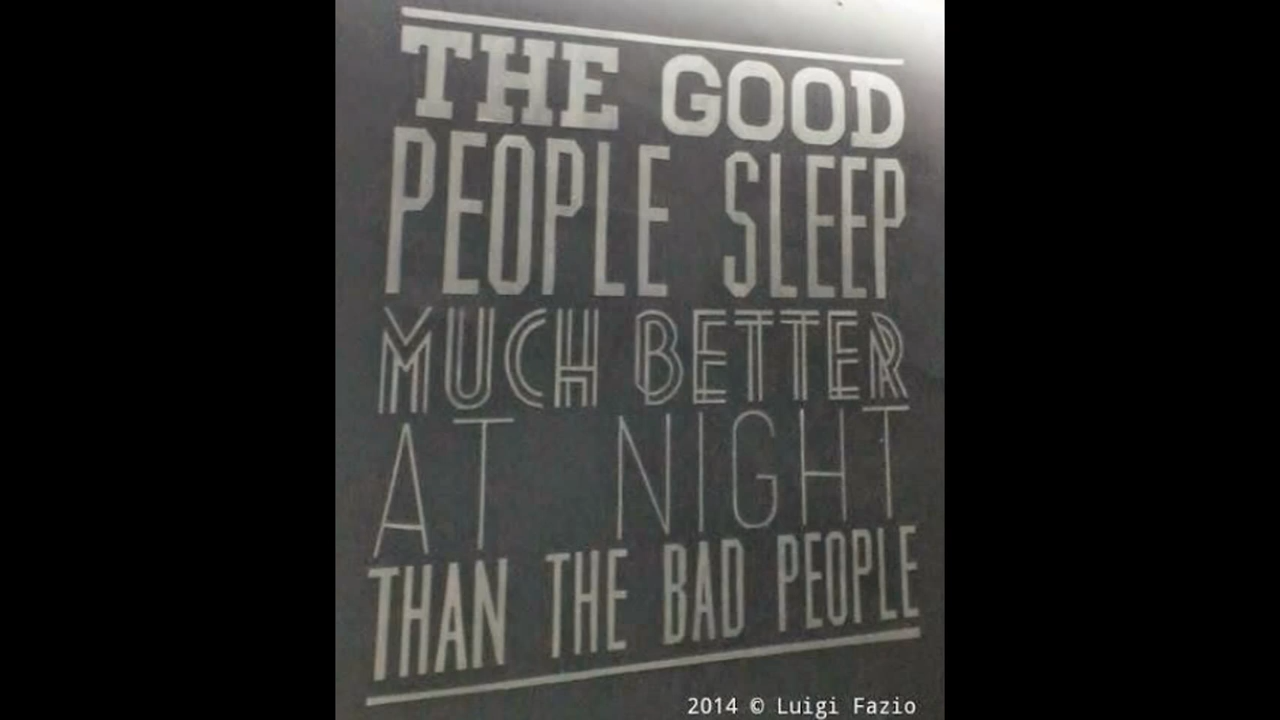 THE GOOD
PEOPLE SLEEP
MUCH BETTER
AT NIGHT
THAN THE BAD PEOPLE
2014 © Luigi Fazio